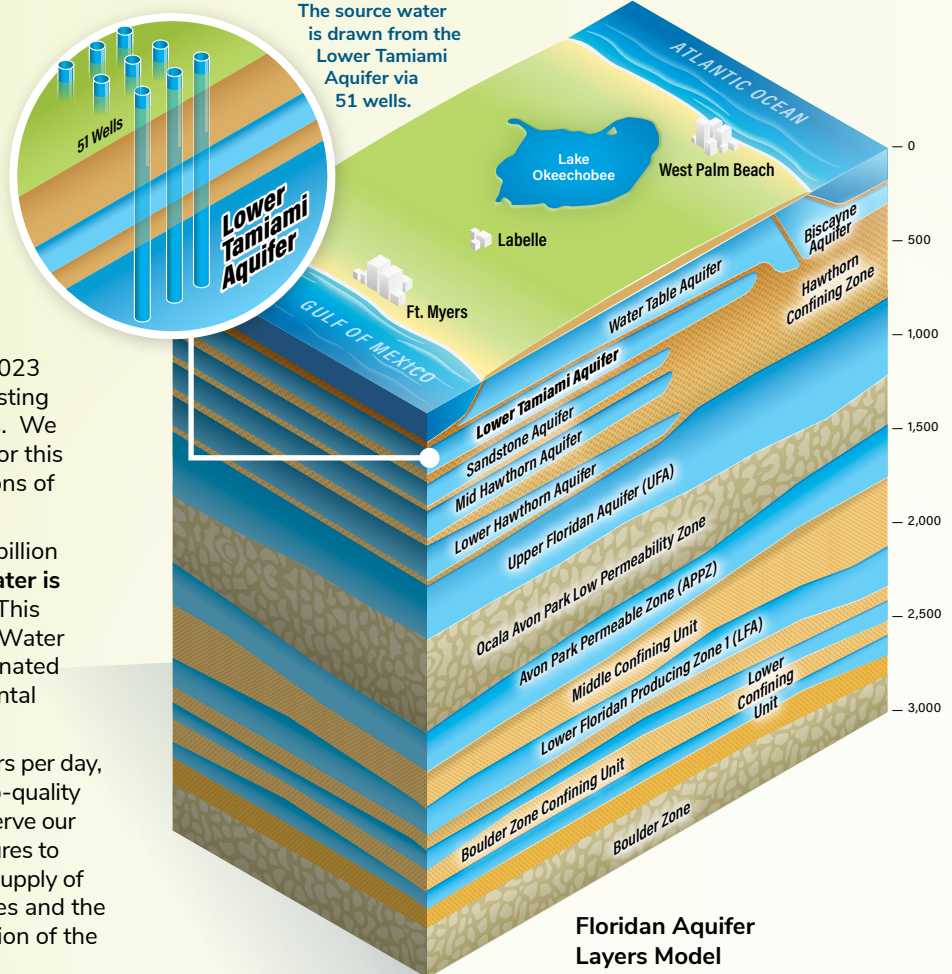 The source water
is drawn from the
Lower Tamiami
Aquifer via
51 wells.
51 Wells
Lower
Tamiami
Aquifer
ATLANTIC OCEAN
Lake
Okeechobee
West Palm Beach
Labelle
Ft. Myers
GULF OF MEXICO
0
500
1,000
1,500
2,000
2,500
3,000
Biscayne
Aquifer
Hawthorn
Confining Zone
Water Table Aquifer
Lower Tamiami Aquifer
Sandstone Aquifer
Mid Hawthorn Aquifer
Lower Hawthorn Aquifer
Upper Floridan Aquifer (UFA)
Ocala Avon Park Low Permeability Zone
Avon Park Permeable Zone (APPZ)
Middle Confining Unit
Lower Floridan Producing Zone 1 (LFA)
Lower
Confining
Unit
Boulder Zone Confining Unit
Boulder Zone
Floridan Aquifer
Layers Model
023
sting
. We
or this
ons of
billion
ater is
This
Water
nated
ntal
rs per day,
o-quality
erve our
ures to
supply of
es and the
ion of the